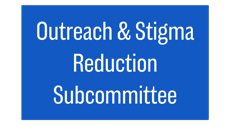 Outreach & Stigma
Reduction
Subcommittee